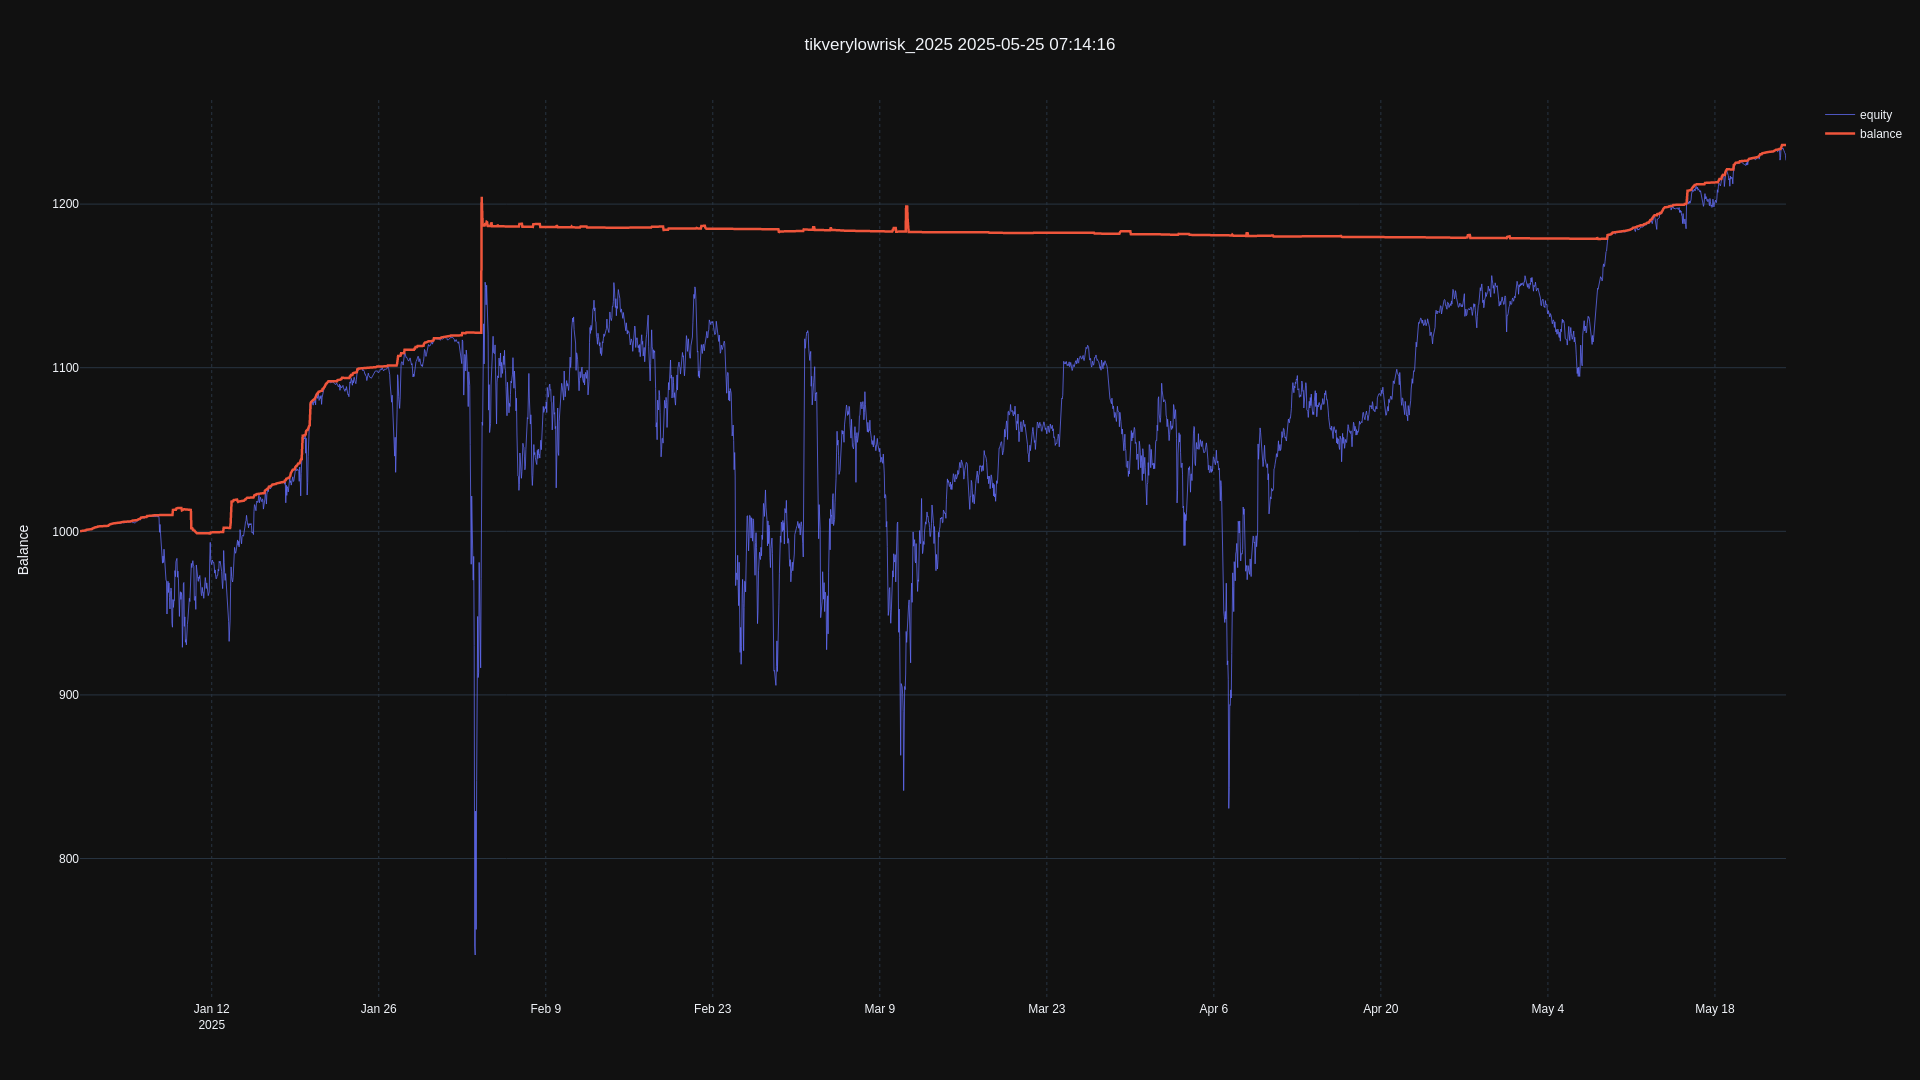 tikverylowrisk_2025 2025-05-25 07:14:16
equity
balance
Balance
1200
1100
1000
900
800
Jan 12
2025
Jan 26
Feb 9
Feb 23
Mar 9
Mar 23
Apr 6
Apr 20
May 4
May 18